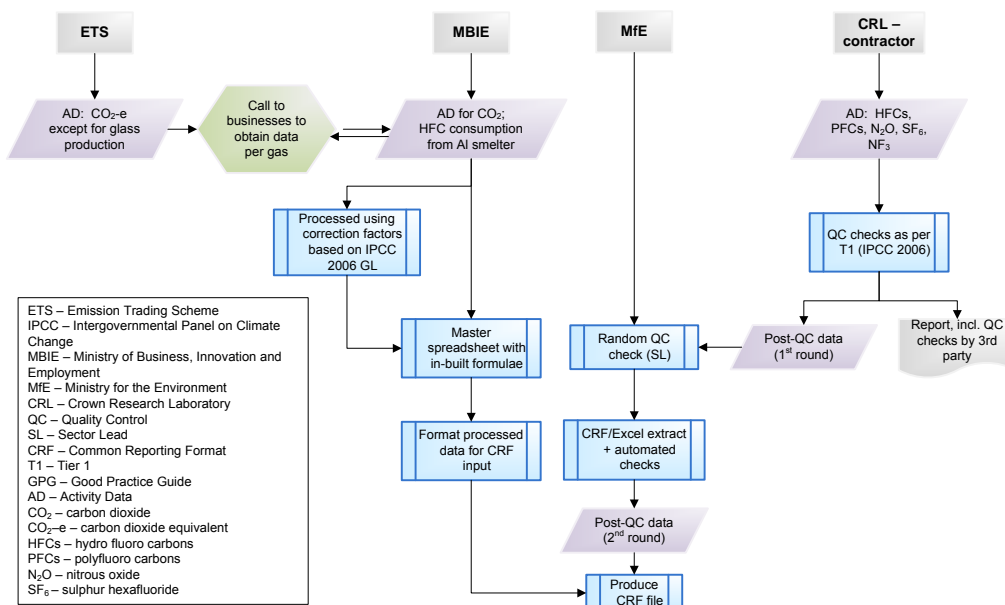 ETS
MBIE
MfE
CRL –
contractor
AD: CO₂-e
except for glass
production
Call to
businesses to
obtain data
per gas
AD for CO₂;
HFC consumption
from Al smelter
AD: HFCs,
PFCs, N₂O, SF₆,
NF₃
Processed using
correction factors
based on IPCC
2006 GL
QC checks as per
T1 (IPCC 2006)
Master
spreadsheet with
in-built formulae
Random QC
check (SL)
Post-QC data
(1st round)
Report, incl. QC
checks by 3rd
party
Format processed
data for CRF
input
CRF/Excel extract
+ automated
checks
Post-QC data
(2nd round)
Produce
CRF file
ETS – Emission Trading Scheme
IPCC – Intergovernmental Panel on Climate
Change
MBIE – Ministry of Business, Innovation and
Employment
MfE – Ministry for the Environment
CRL – Crown Research Laboratory
QC – Quality Control
SL – Sector Lead
CRF – Common Reporting Format
T1 – Tier 1
GPG – Good Practice Guide
AD – Activity Data
CO₂ – carbon dioxide
CO₂–e – carbon dioxide equivalent
HFCs – hydro fluoro carbons
PFCs – polyfluoro carbons
N₂O – nitrous oxide
SF₆ – sulphur hexafluoride